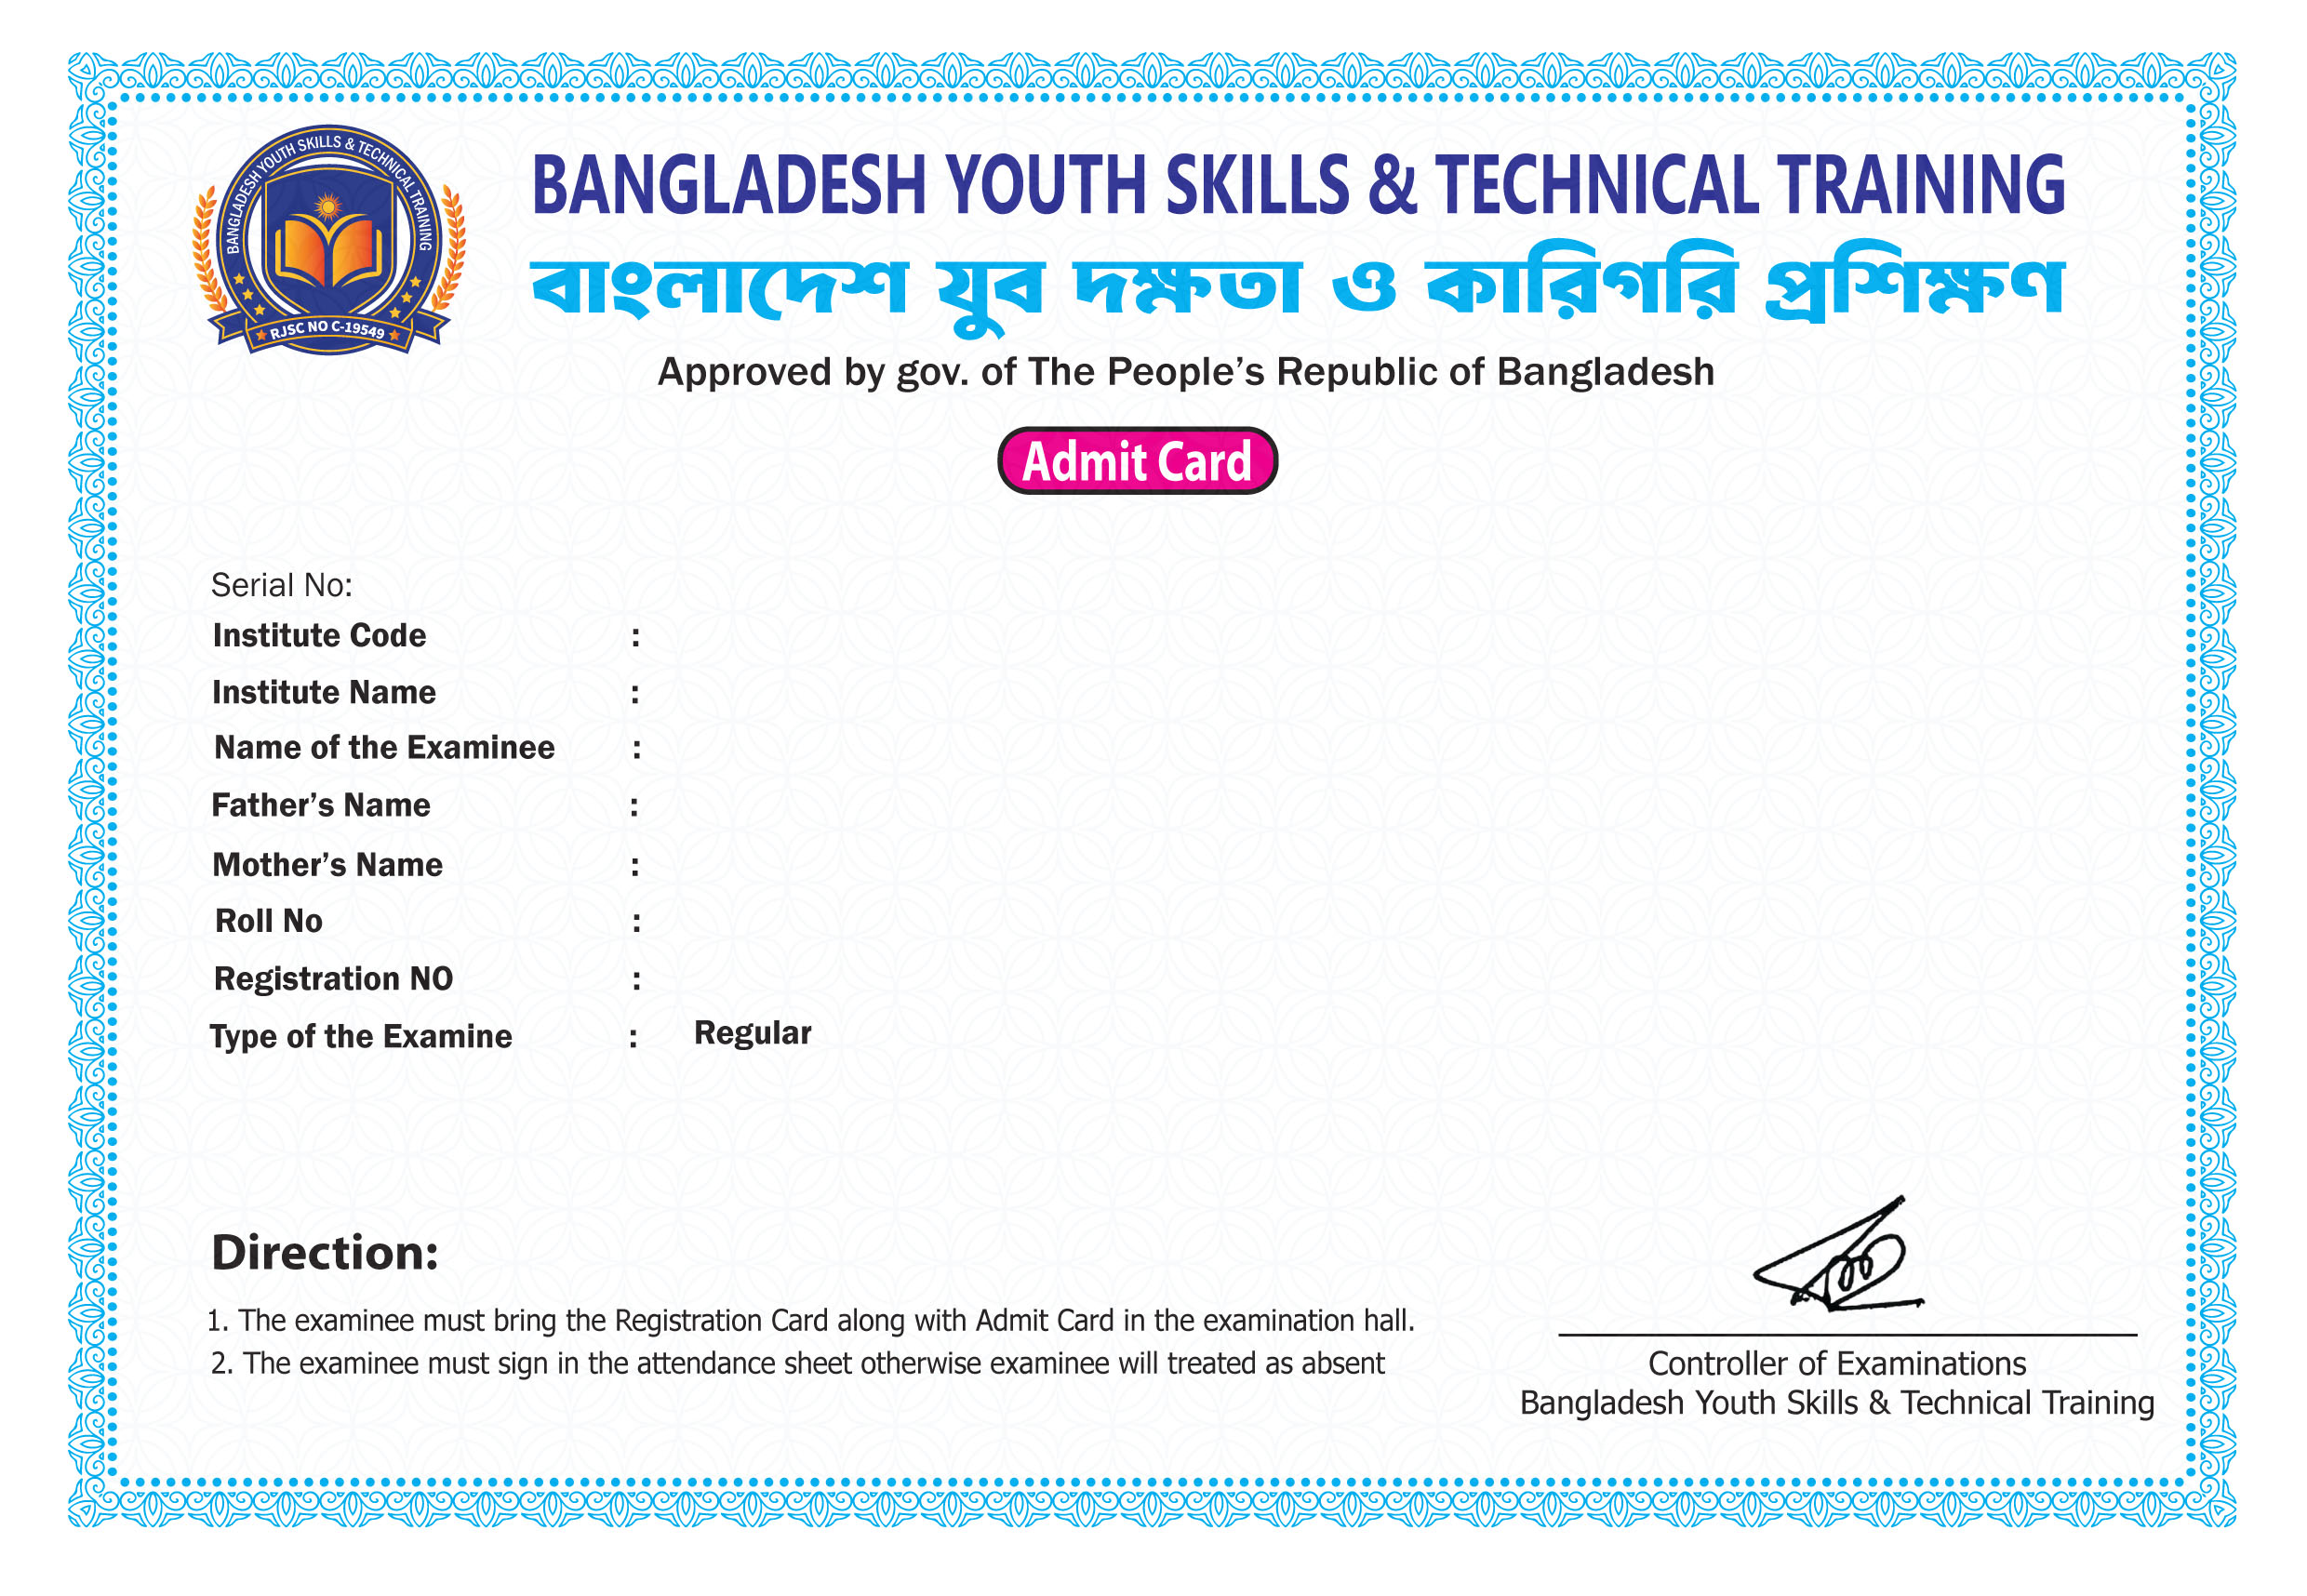 BANGLADESH YOUTH SKILLS & TECHNICAL TRAINING
RJSC NO C-19549
BANGLADESH YOUTH SKILLS & TECHNICAL TRAINING
বাংলাদেশ যুব দক্ষতা ও কারিগরি প্রশিক্ষণ
Approved by gov. of The People’s Republic of Bangladesh
Admit Card
Serial No:
Institute Code :
Institute Name :
Name of the Examinee :
Father’s Name :
Mother’s Name :
Roll No :
Registration NO :
Type of the Examine : Regular
Direction:
1. The examinee must bring the Registration Card along with Admit Card in the examination hall.
2. The examinee must sign in the attendance sheet otherwise examinee will treated as absent
Controller of Examinations
Bangladesh Youth Skills & Technical Training